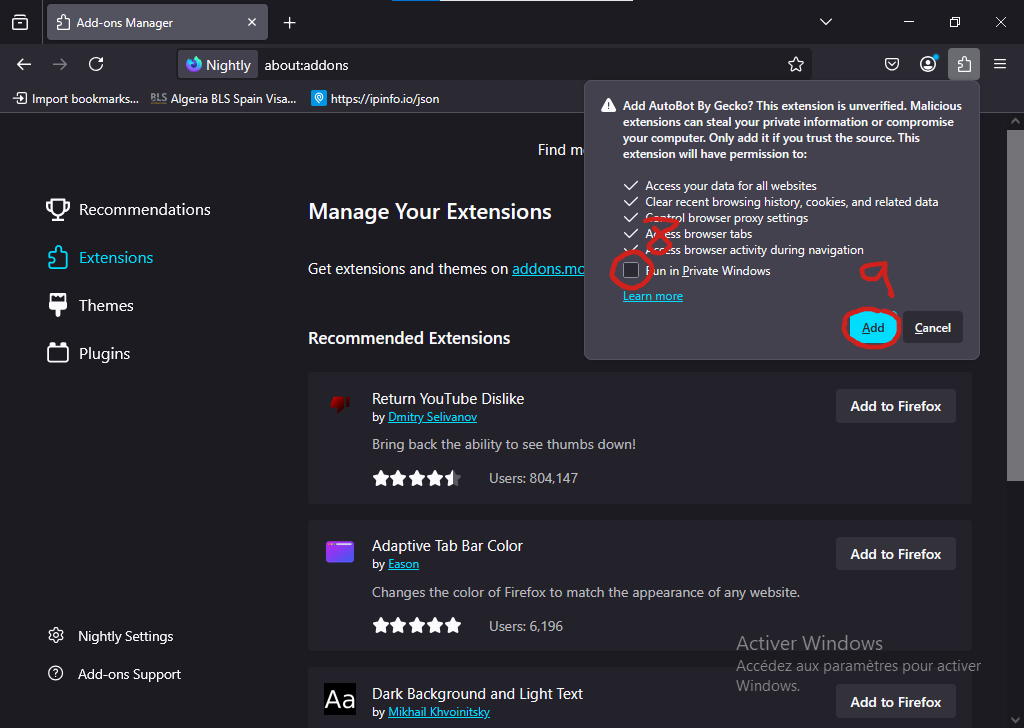 Add-ons Manager
Nightly
about:addons
Import bookmarks...
BLS Algeria BLS Spain Visa...
https://ipinfo.io/json
Find m
Add AutoBot By Gecko? This extension is unverified. Malicious
extensions can steal your private information or compromise
your computer. Only add it if you trust the source. This
extension will have permission to:
Access your data for all websites
Clear recent browsing history, cookies, and related data
Control browser proxy settings
Access browser tabs
Access browser activity during navigation
8
Run in Private Windows
9
Learn more
Add
Cancel
Recommendations
Extensions
Themes
Plugins
Manage Your Extensions
Get extensions and themes on addons.mo
Recommended Extensions
Return YouTube Dislike
by Dmitry Selivanov
Bring back the ability to see thumbs down!
Users: 804,147
Add to Firefox
Adaptive Tab Bar Color
by Eason
Changes the color of Firefox to match the appearance of any website.
Users: 6,196
Add to Firefox
Aa
Dark Background and Light Text
by Mikhail Khvoinitsky
Add to Firefox
Nightly Settings
Add-ons Support
Activer Windows
Accédez aux paramètres pour activer
Windows.